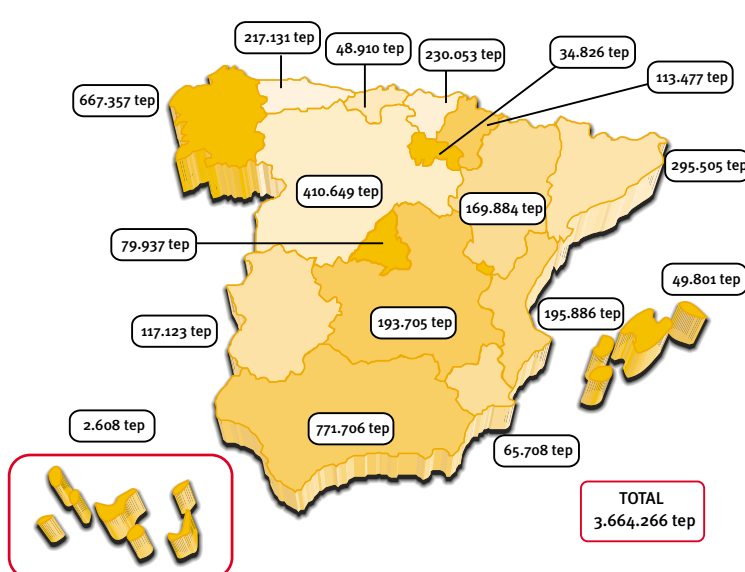 217.131 tep
48.910 tep
230.053 tep
34.826 tep
113.477 tep
667.357 tep
295.505 tep
410.649 tep
169.884 tep
79.937 tep
49.801 tep
195.886 tep
117.123 tep
193.705 tep
2.608 tep
771.706 tep
65.708 tep
TOTAL
3.664.266 tep